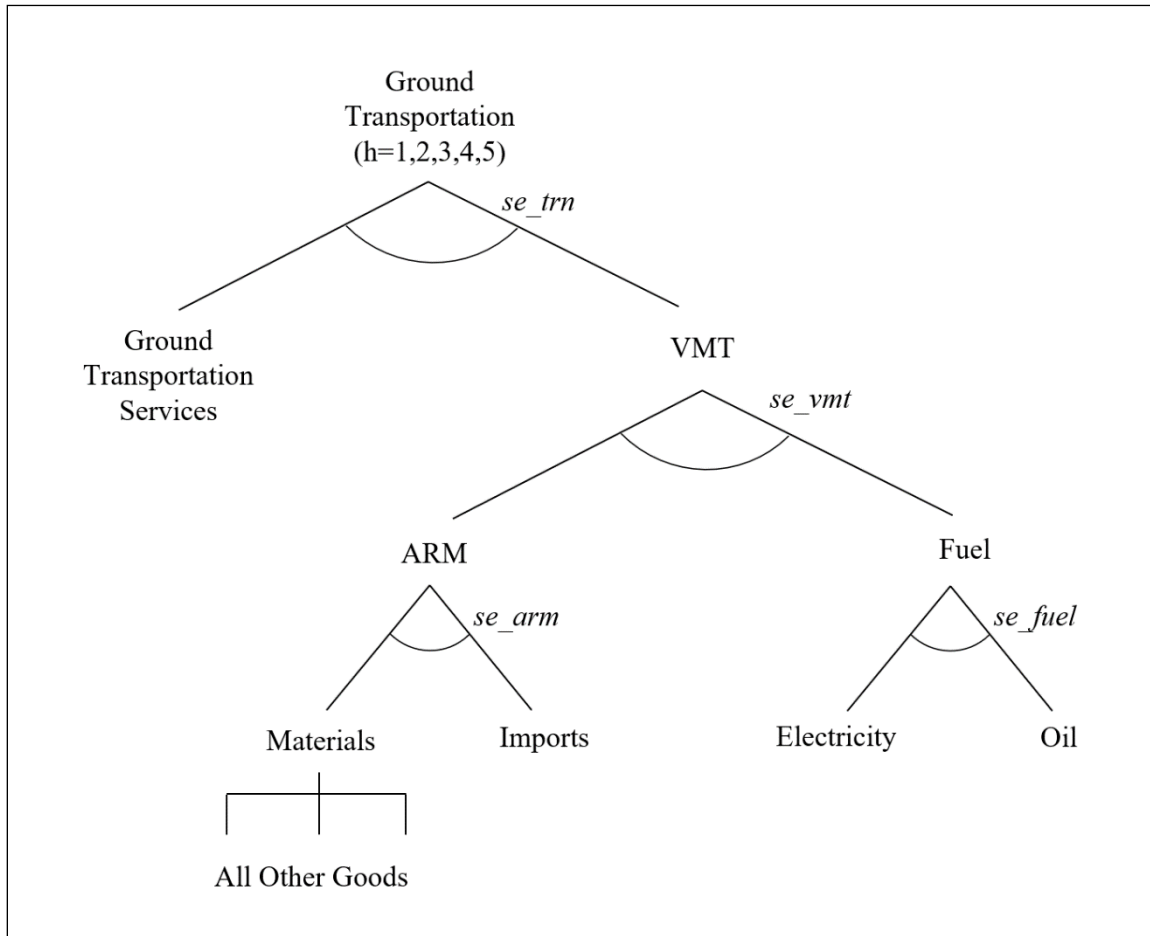 Ground
Transportation
(h=1,2,3,4,5)
se_trn
Ground
Transportation
Services
VMT
se_vmt
ARM
Fuel
se_arm
se_fuel
Materials
Imports
Electricity
Oil
All Other Goods